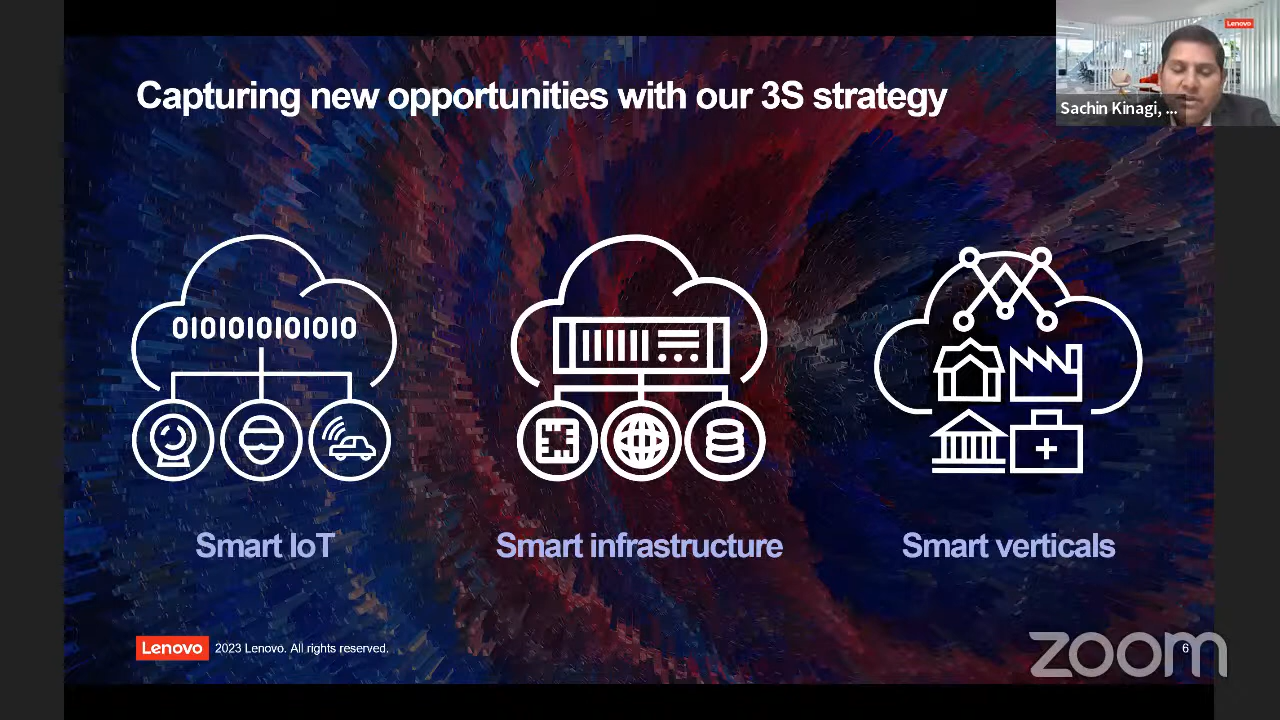 Capturing new opportunities with our 3S strategy
Lenovo
Sachin Kinagi, ...
010101010101010
Smart IoT
Smart infrastructure
Smart verticals
Lenovo
2023 Lenovo. All rights reserved.
zoom
6